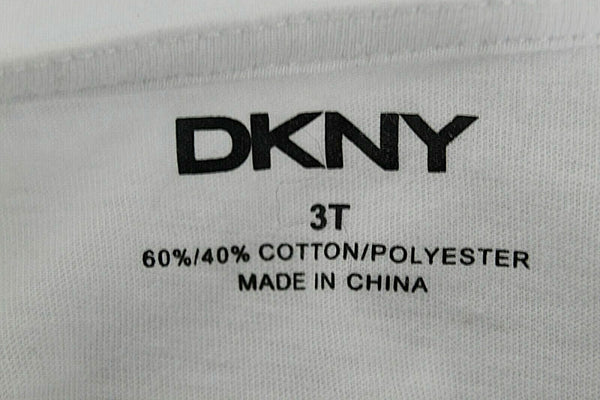 DKNY
3T
60%/40% COTTON/POLYESTER
MADE IN CHINA